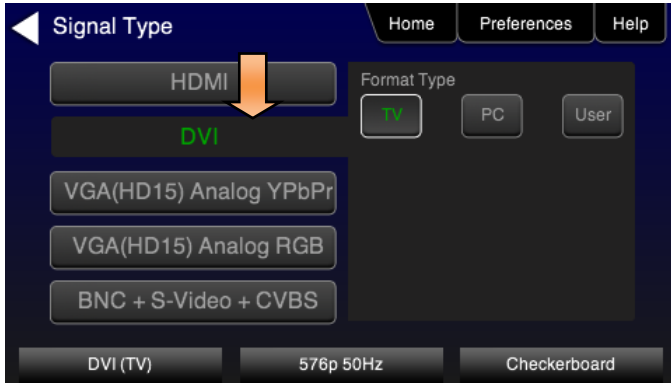 Signal Type
Home
Preferences
Help
HDMI
DVI
VGA(HD15) Analog YPbPr
VGA(HD15) Analog RGB
BNC + S-Video + CVBS
Format Type
TV
PC
User
DVI (TV)
576p 50Hz
Checkerboard